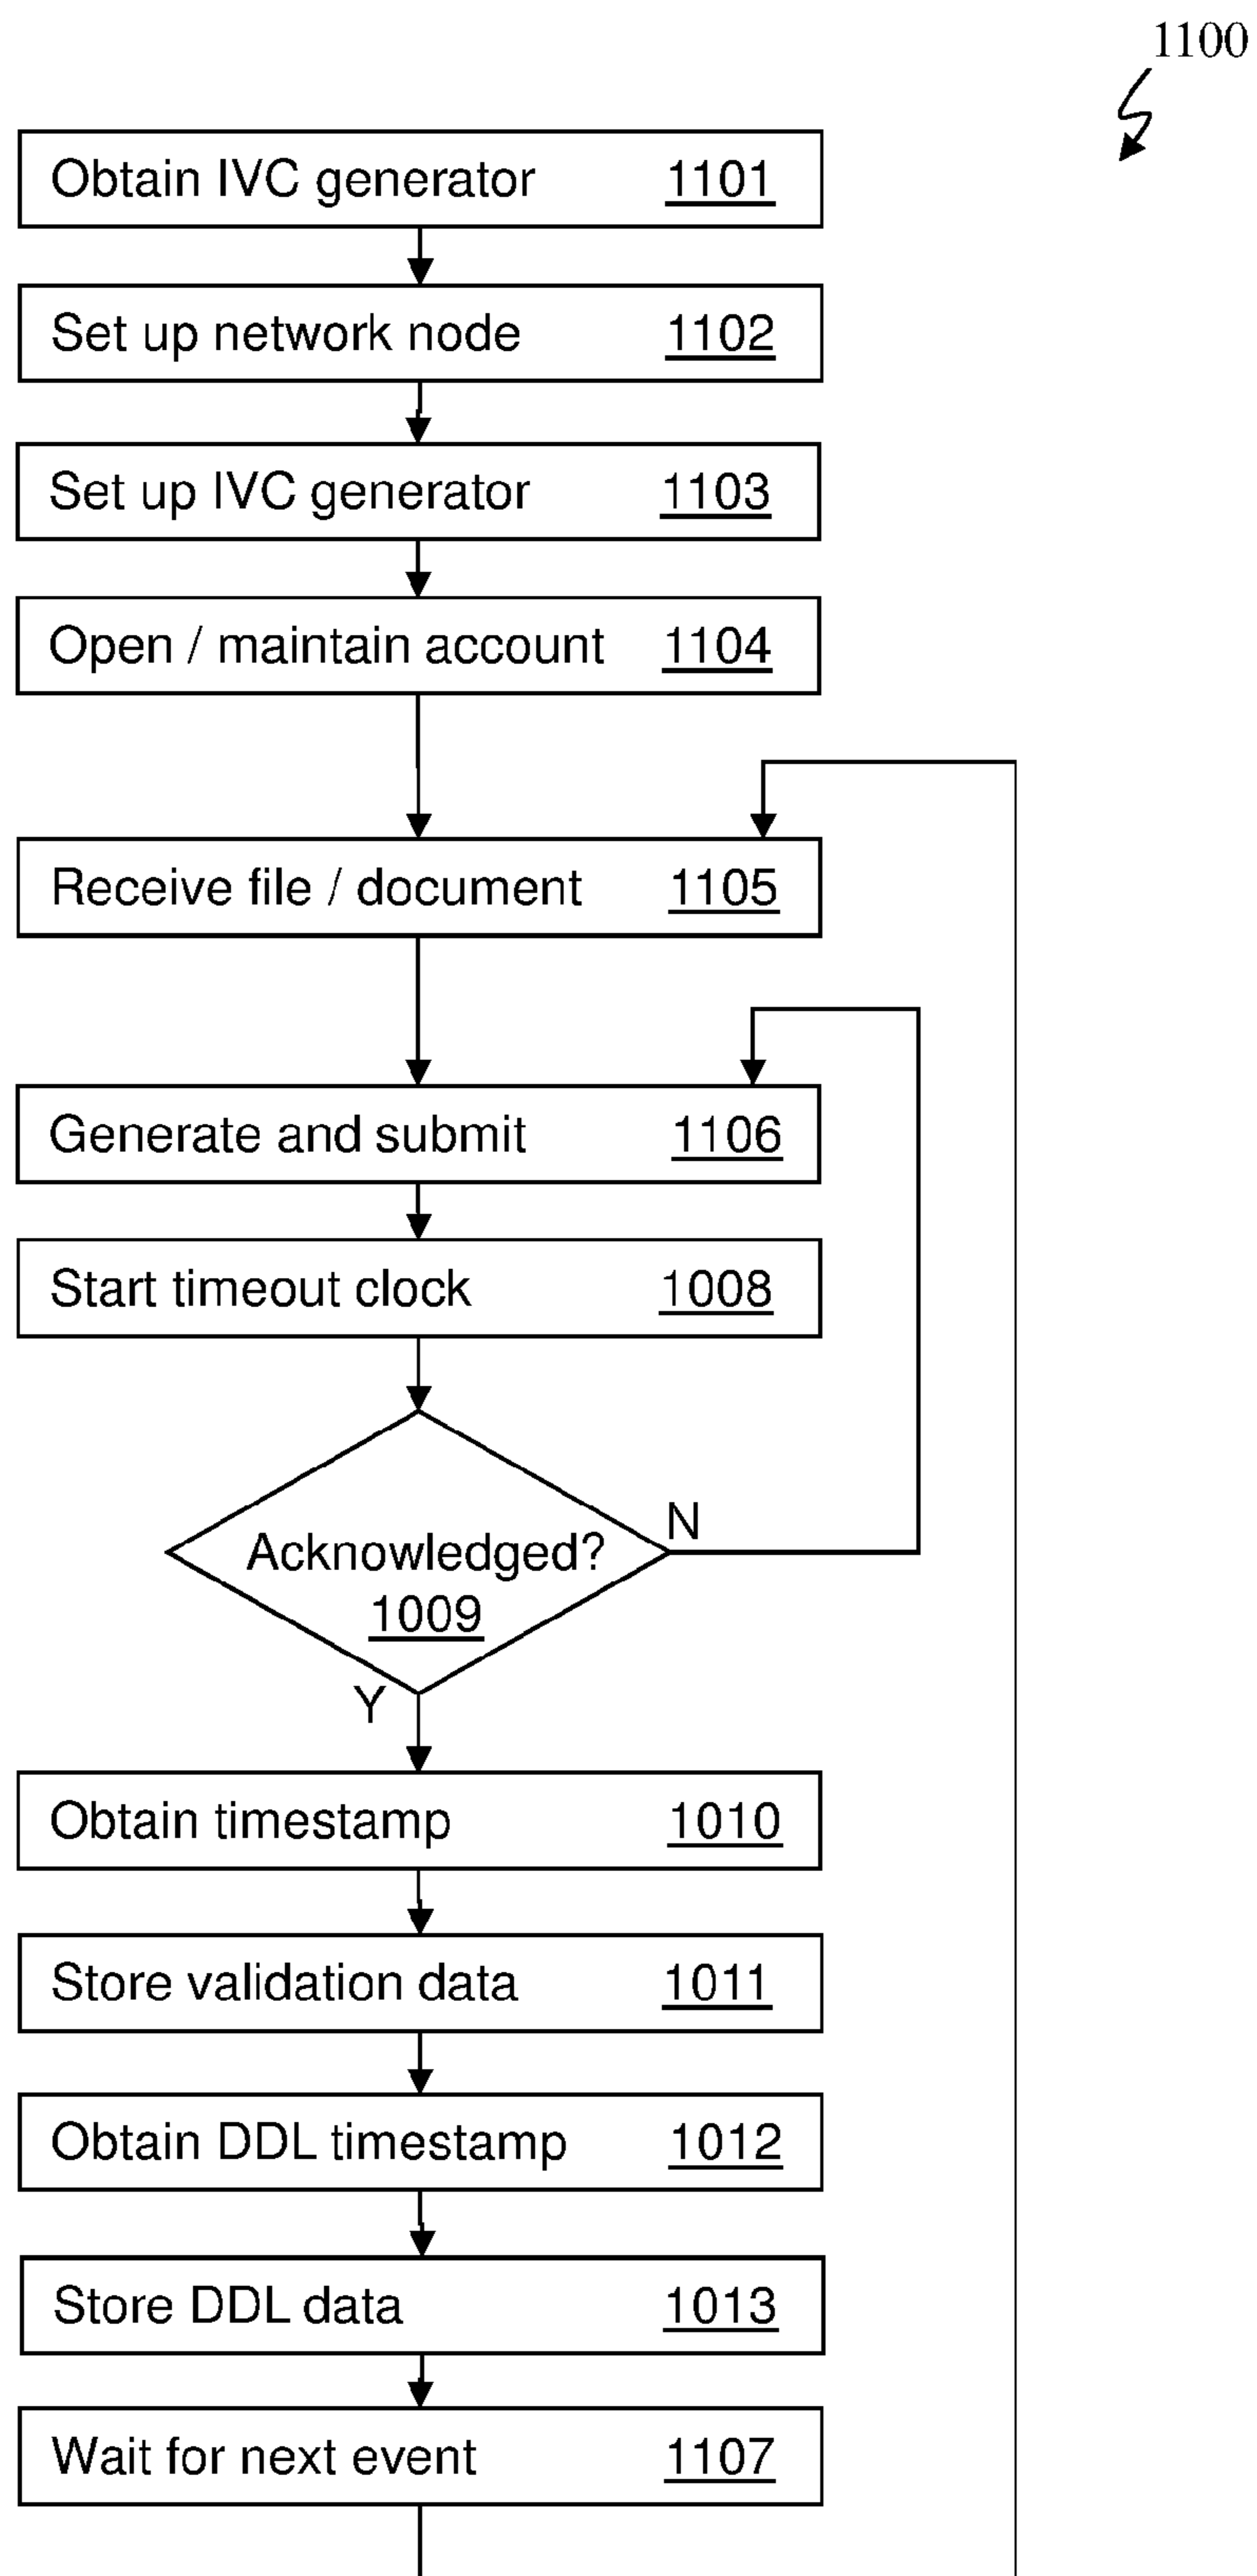 1100
Obtain IVC generator 1101
Set up network node 1102
Set up IVC generator 1103
Open / maintain account 1104
Receive file / document 1105
Generate and submit 1106
Start timeout clock 1008
Acknowledged? N
1009
Y
Obtain timestamp 1010
Store validation data 1011
Obtain DDL timestamp 1012
Store DDL data 1013
Wait for next event 1107